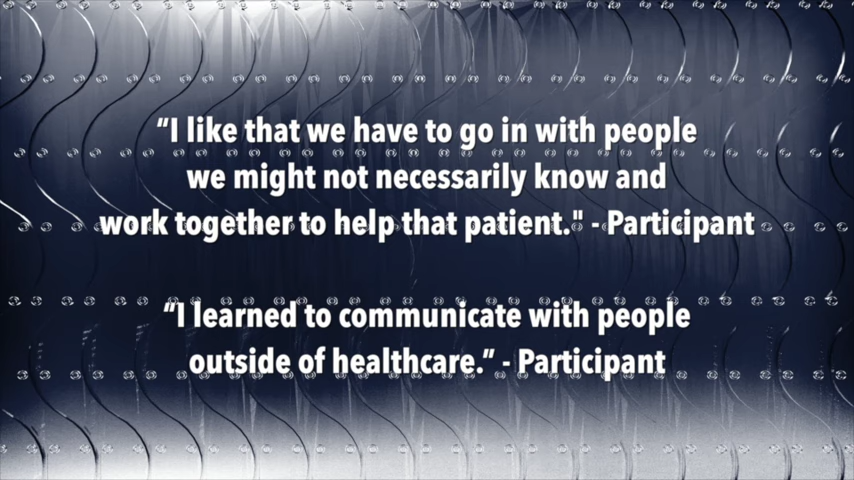 “I like that we have to go in with people
we might not necessarily know and
work together to help that patient." - Participant
“I learned to communicate with people
outside of healthcare.” - Participant